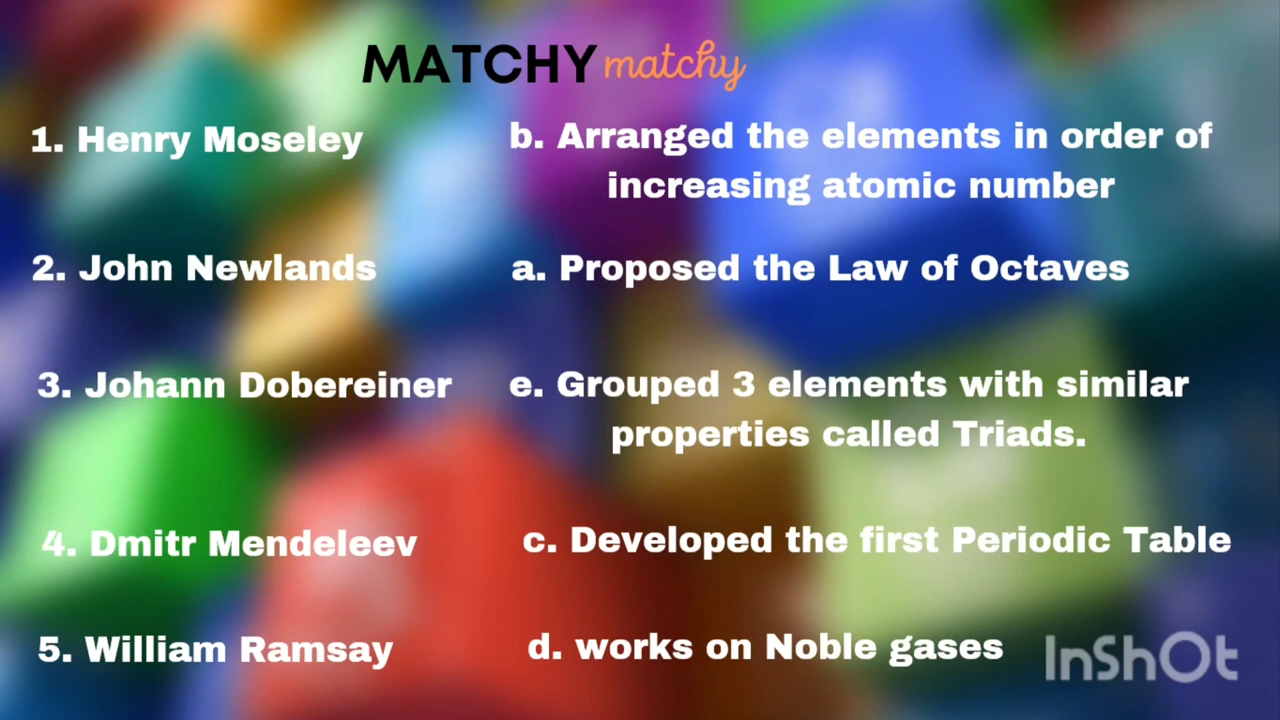 MATCHY matchy
1. Henry Moseley
b. Arranged the elements in order of
increasing atomic number
2. John Newlands
a. Proposed the Law of Octaves
3. Johann Dobereiner
e. Grouped 3 elements with similar
properties called Triads.
4. Dmitr Mendeleev
c. Developed the first Periodic Table
5. William Ramsay
d. works on Noble gases
InShOt